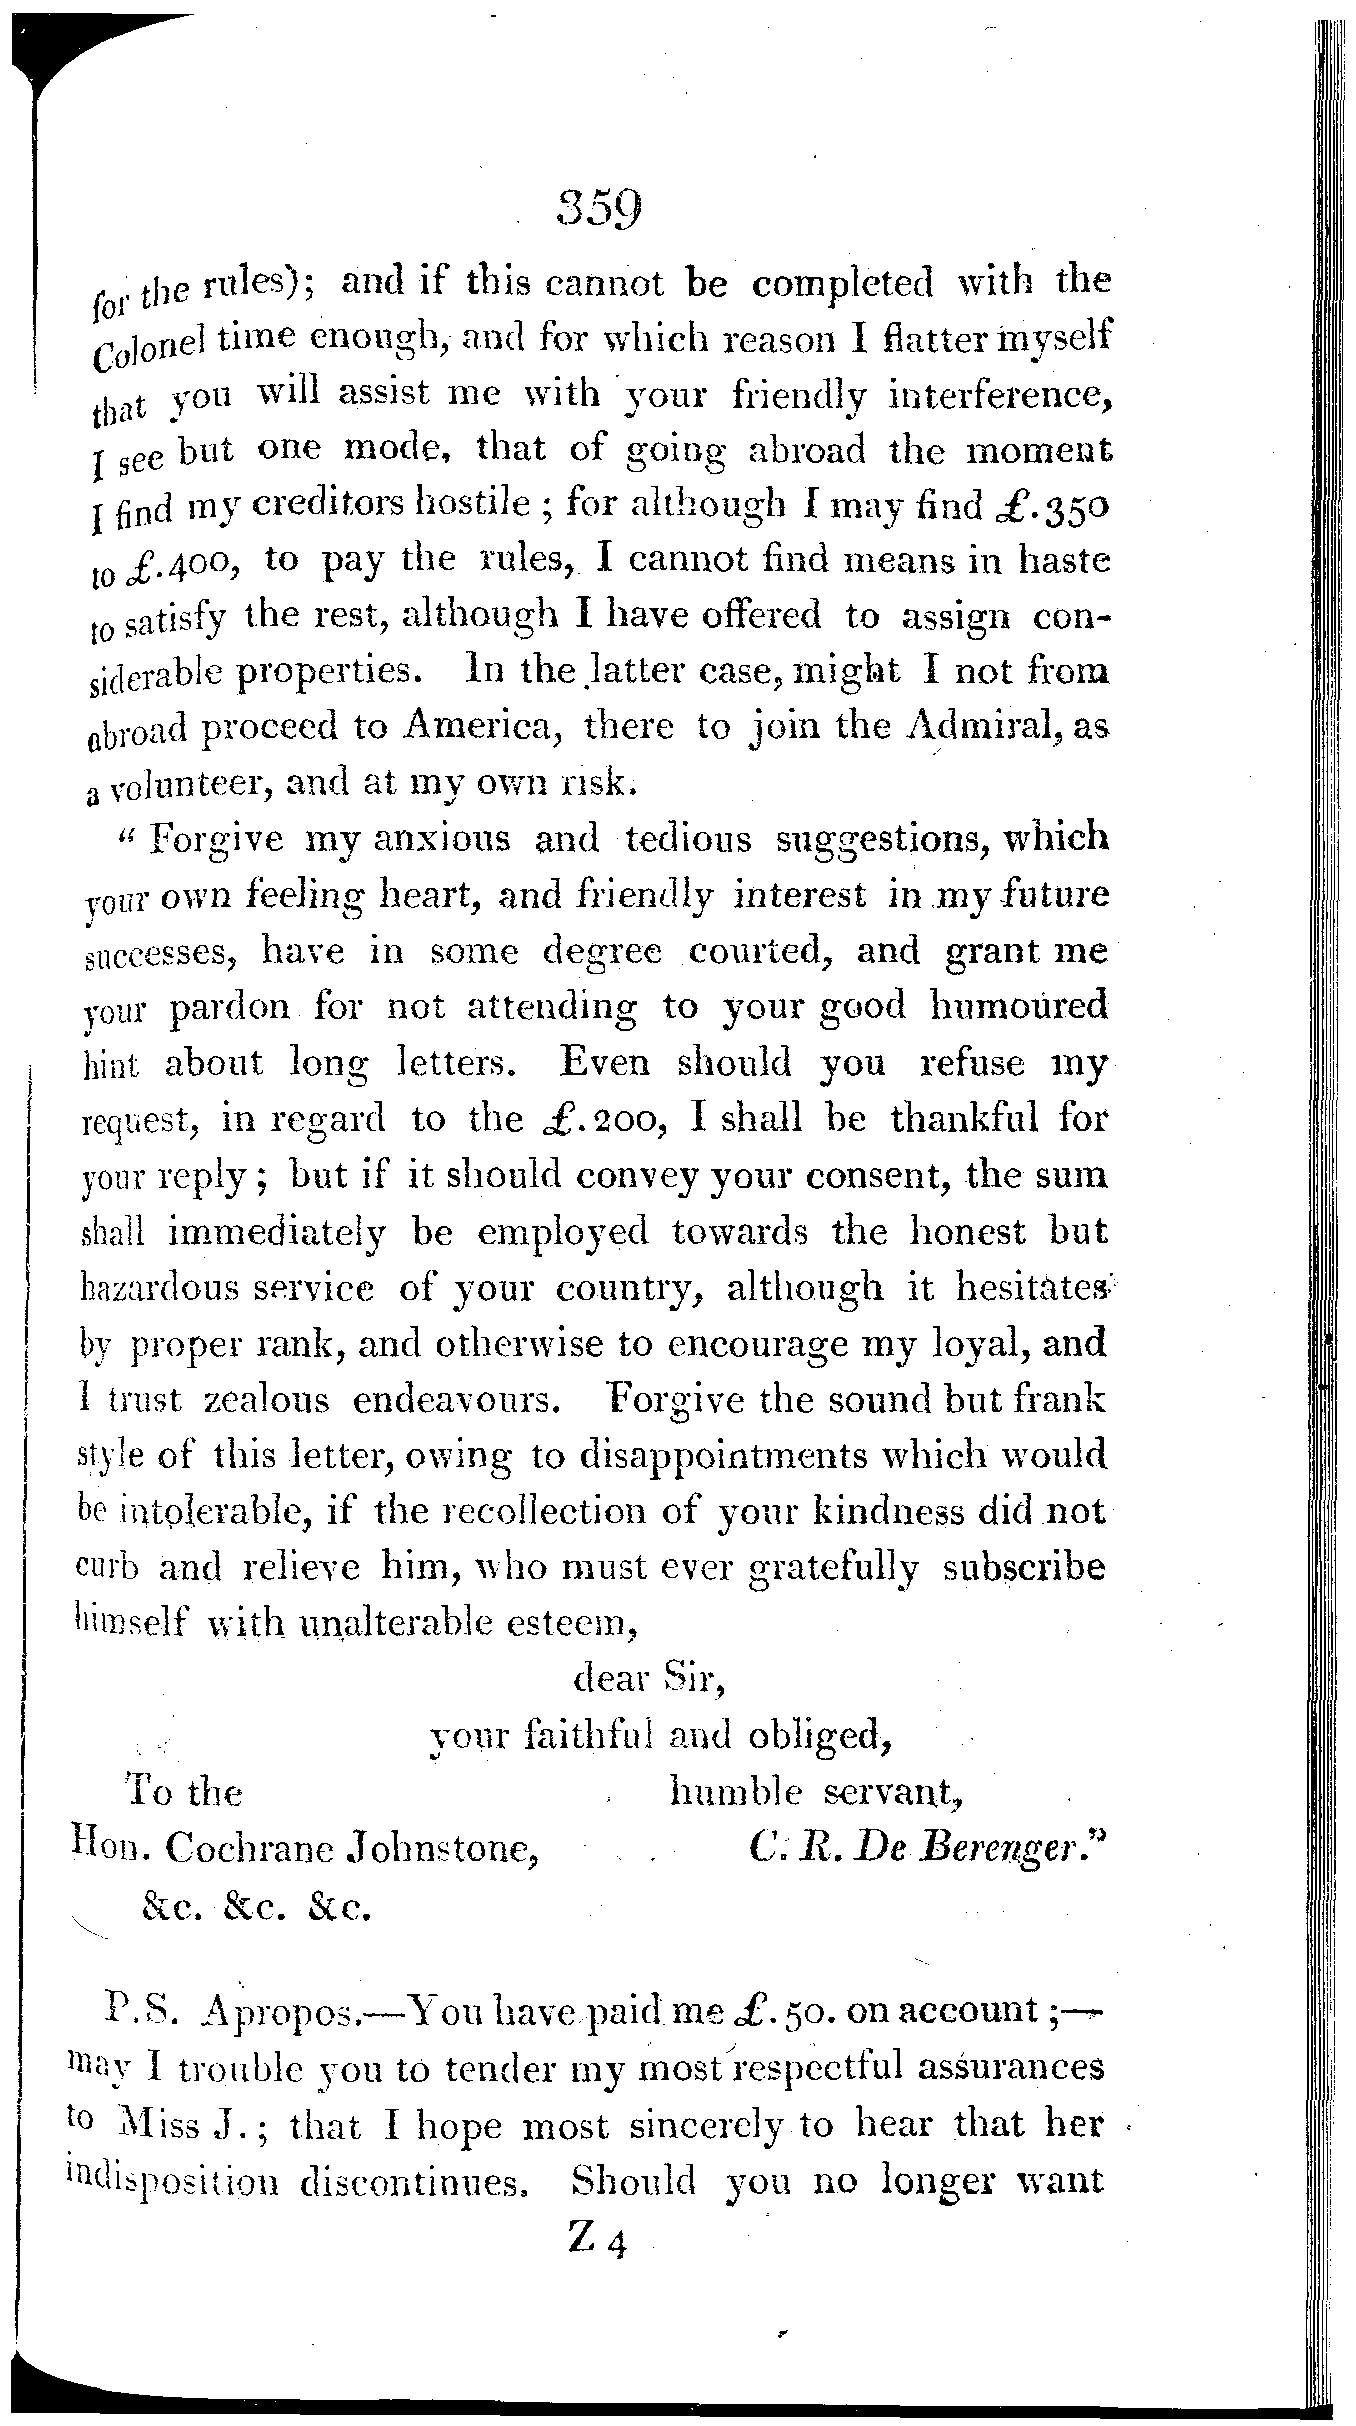 359
for the rules); and if this cannot be completed with the
Colonel time enough, and for which reason I flatter myself
that you will assist me with your friendly interference,
I see but one mode, that of going abroad the moment
I find my creditors hostile ; for although I may find £.350
to £.400, to pay the rules, I cannot find means in haste
to satisfy the rest, although I have offered to assign con-
siderable properties. In the latter case, might I not from
abroad proceed to America, there to join the Admiral, as
a volunteer, and at my own risk.
“ Forgive my anxious and tedious suggestions, which
your own feeling heart, and friendly interest in my future
successes, have in some degree courted, and grant me
your pardon for not attending to your good humoured
hint about long letters. Even should you refuse my
request, in regard to the £.200, I shall be thankful for
your reply ; but if it should convey your consent, the sum
shall immediately be employed towards the honest but
hazardous service of your country, although it hesitates
by proper rank, and otherwise to encourage my loyal, and
I trust zealous endeavours. Forgive the sound but frank
style of this letter, owing to disappointments which would
be intolerable, if the recollection of your kindness did not
curb and relieve him, who must ever gratefully subscribe
himself with unalterable esteem,
dear Sir,
your faithful and obliged,
To the humble servant,
Hon. Cochrane Johnstone, C. R. De Berenger.”
&c. &c. &c.
P.S. Apropos.—You have paid me £. 50. on account ;—
may I trouble you to tender my most respectful assurances
to Miss J. ; that I hope most sincerely to hear that her
indisposition discontinues. Should you no longer want
Z 4